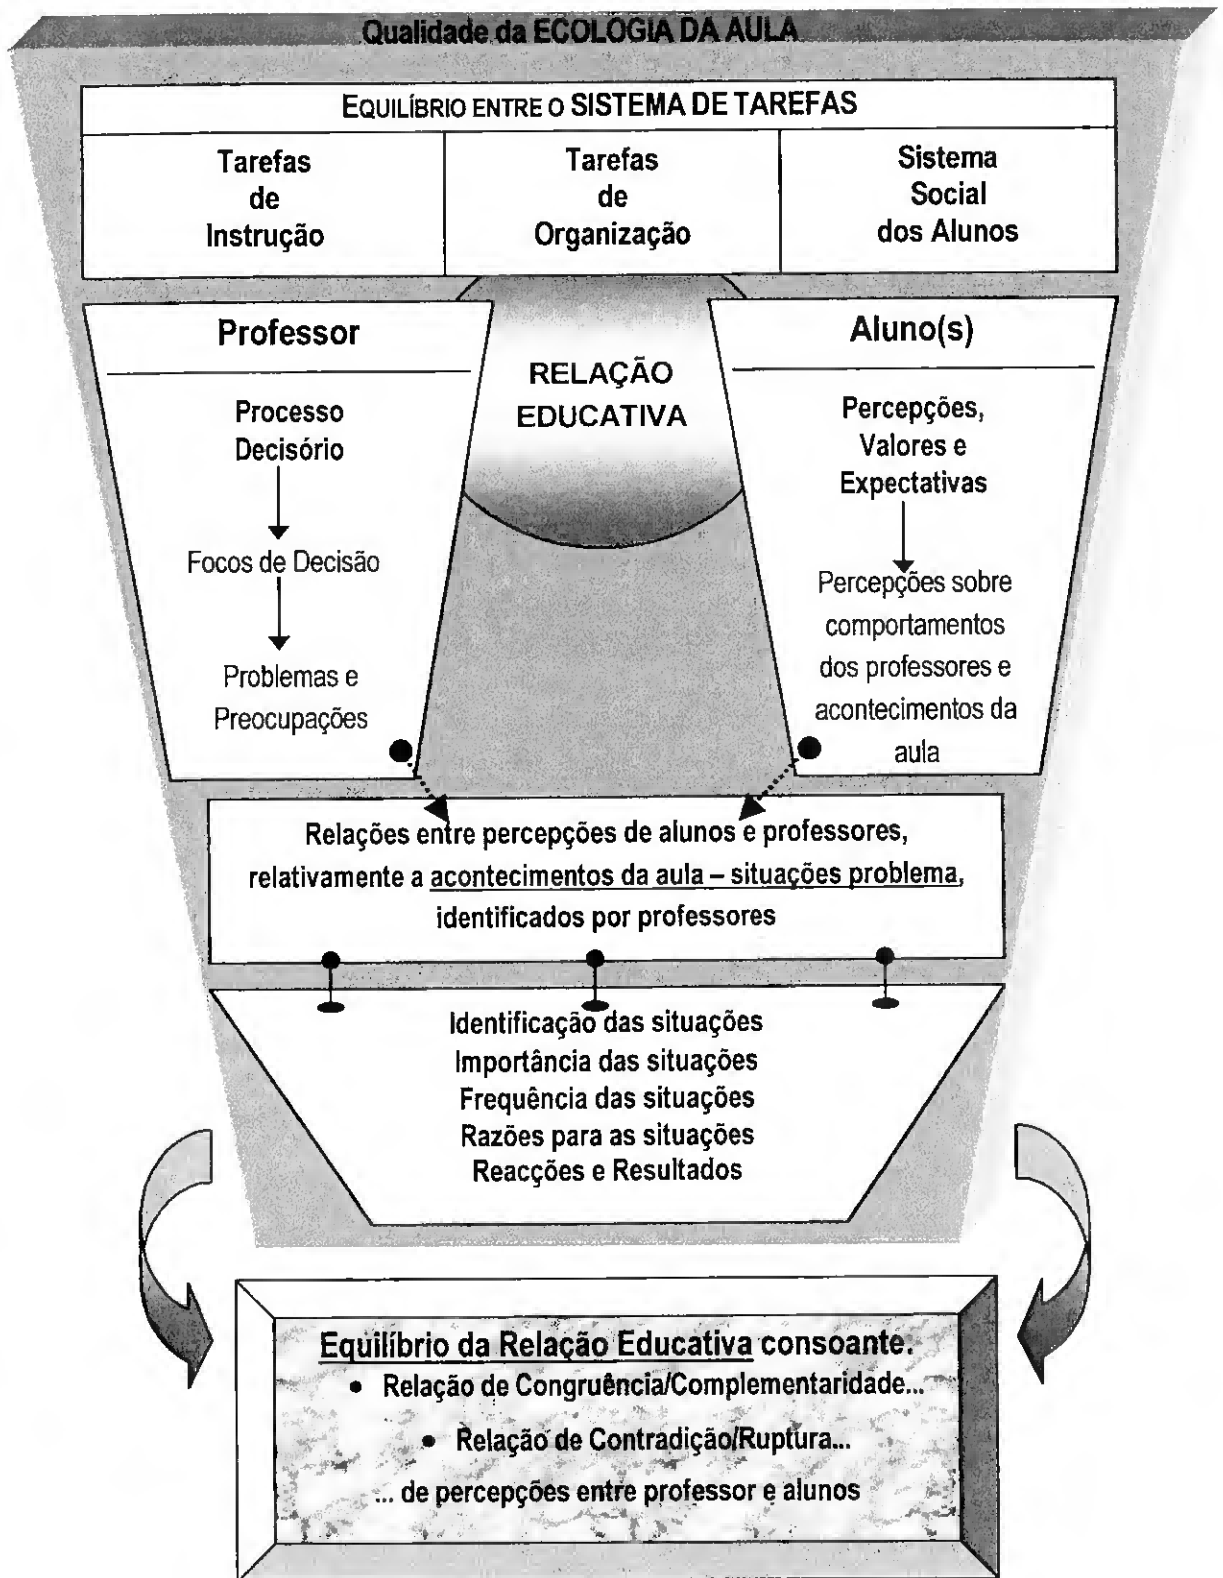 Qualidade da ECOLOGIA DA AULA
EQUILÍBRIO ENTRE O SISTEMA DE TAREFAS
Tarefas
de
Instrução
Tarefas
de
Organização
Sistema
Social
dos Alunos
Professor
Processo
Decisório
Focos de Decisão
Problemas e
Preocupações
RELAÇÃO
EDUCATIVA
Aluno(s)
Percepções,
Valores e
Expectativas
Percepções sobre
comportamentos
dos professores e
acontecimentos da
aula
Relações entre percepções de alunos e professores,
relativamente a acontecimentos da aula – situações problema,
identificados por professores
Identificação das situações
Importância das situações
Frequência das situações
Razões para as situações
Reacções e Resultados
Equilíbrio da Relação Educativa consoante:
• Relação de Congruência/Complementaridade...
• Relação de Contradição/Ruptura...
... de percepções entre professor e alunos